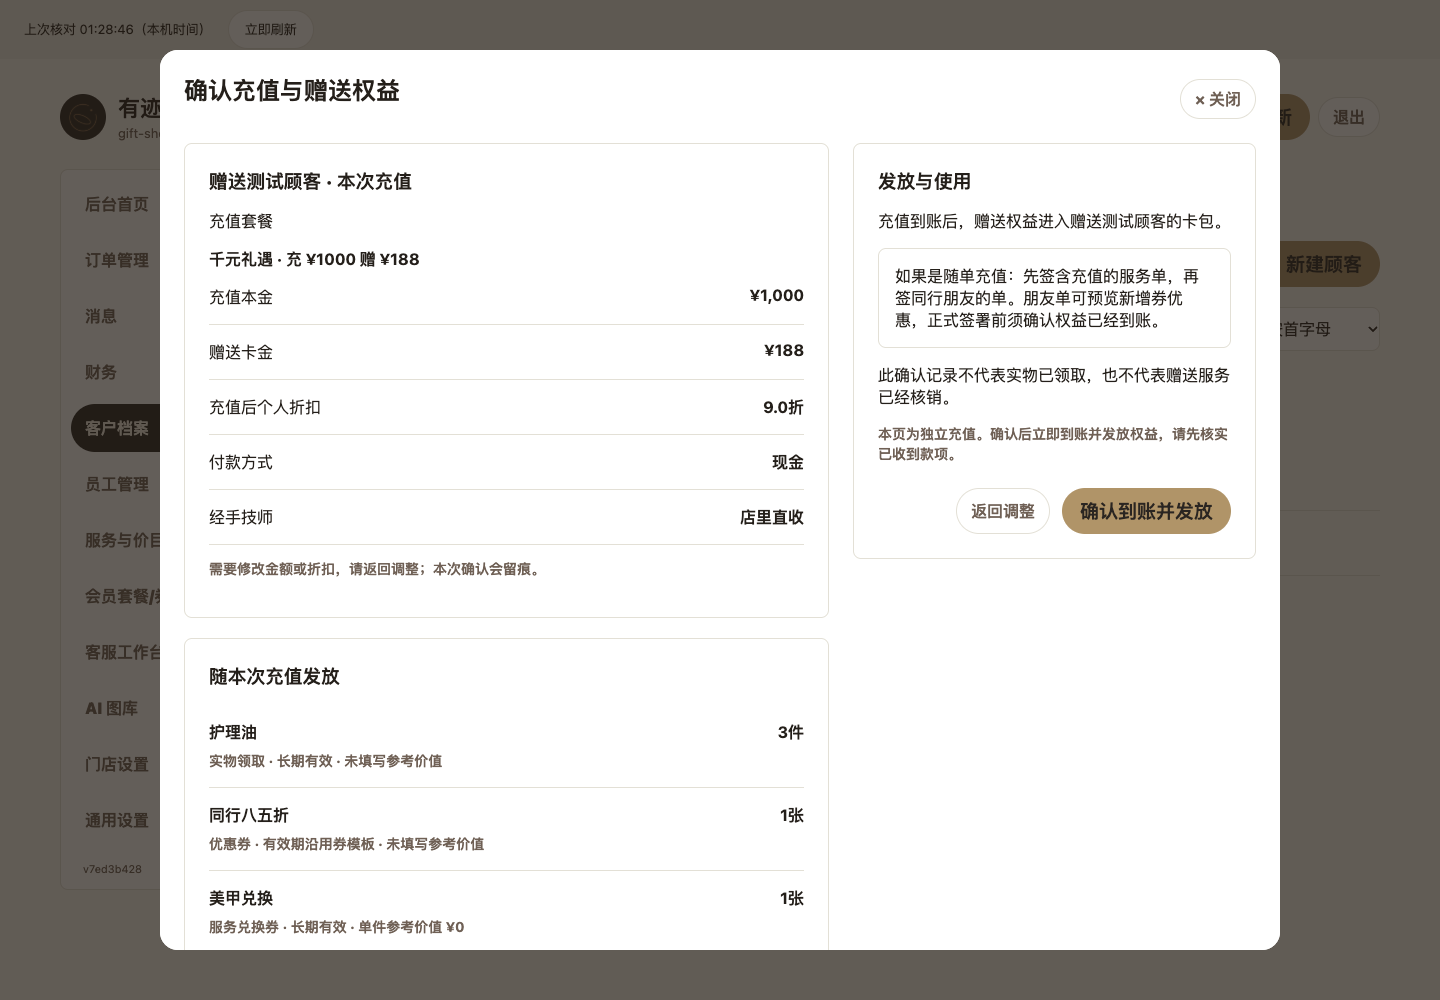 上次核对 01:28:46（本机时间）
立即刷新
有迹
gift-sh
新
退出
后台首页
订单管理
消息
财务
客户档案
员工管理
服务与价目
会员套餐/
客服工作台
AI 图库
门店设置
通用设置
v7ed3b428
新建顾客
首字母
确认充值与赠送权益
× 关闭
赠送测试顾客 · 本次充值
充值套餐
千元礼遇 · 充 ¥1000 赠 ¥188
充值本金 ¥1,000
赠送卡金 ¥188
充值后个人折扣 9.0折
付款方式 现金
经手技师 店里直收
需要修改金额或折扣，请返回调整；本次确认会留痕。
随本次充值发放
护理油 3件
实物领取 · 长期有效 · 未填写参考价值
同行八五折 1张
优惠券 · 有效期沿用券模板 · 未填写参考价值
美甲兑换 1张
服务兑换券 · 长期有效 · 单件参考价值 ¥0
发放与使用
充值到账后，赠送权益进入赠送测试顾客的卡包。
如果是随单充值：先签含充值的服务单，再
签同行朋友的单。朋友单可预览新增券优
惠，正式签署前须确认权益已经到账。
此确认记录不代表实物已领取，也不代表赠送服务
已经核销。
本页为独立充值。确认后立即到账并发放权益，请先核实
已收到款项。
返回调整
确认到账并发放